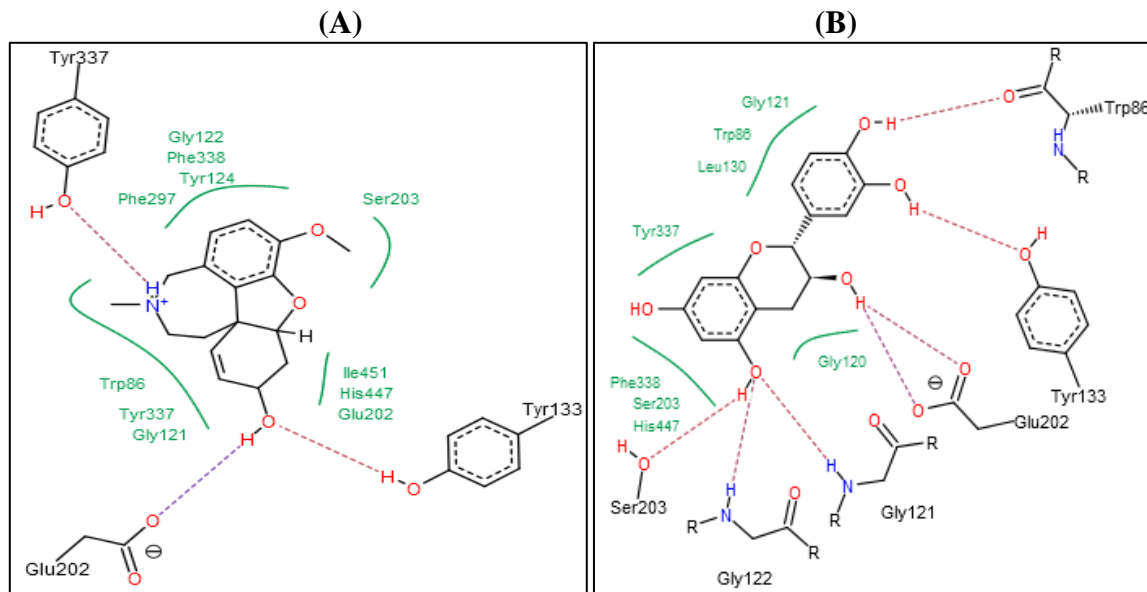 (A)
Tyr337
Gly122
Phe338
Tyr124
Phe297
Ser203
H
O
H
N+
O
O
H
Trp86
Tyr337
Gly121
Ile451
His447
Glu202
Tyr133
H
O
H
O
O
O
⊖
Glu202
(B)
Gly121
Trp86
Leu130
O
H
O
R
Trp86
H
N
R
O
H
Tyr337
O
O
H
HO
H
O
Gly120
Tyr133
Phe338
Ser203
His447
O
H
⊖
O
O
Glu202
H
O
Ser203
H
N
R
O
R
Gly122
O
R
H
N
R
Gly121